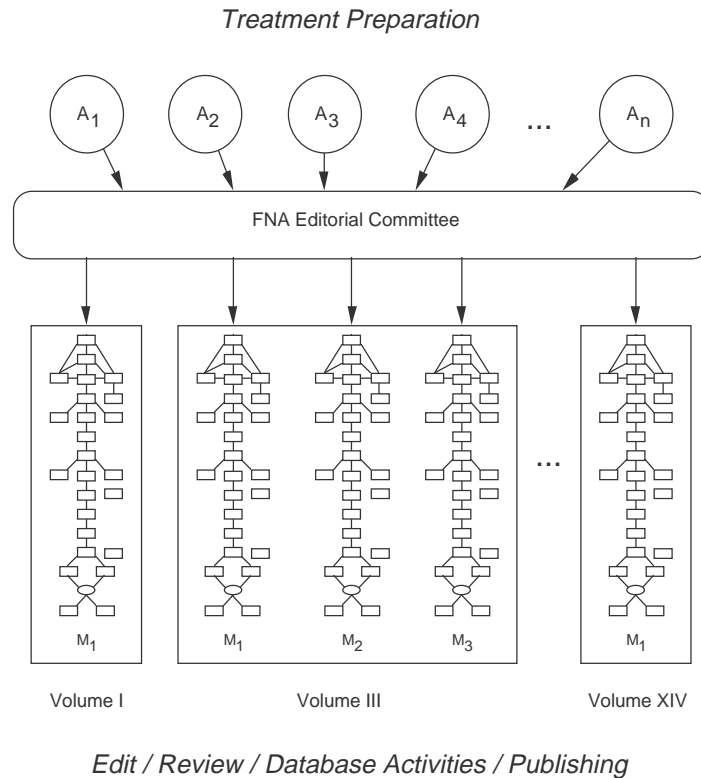 Treatment Preparation
A1 A2 A3 A4 ... An
FNA Editorial Committee
...
M1 M1 M2 M3 M1
Volume I Volume III Volume XIV
Edit / Review / Database Activities / Publishing